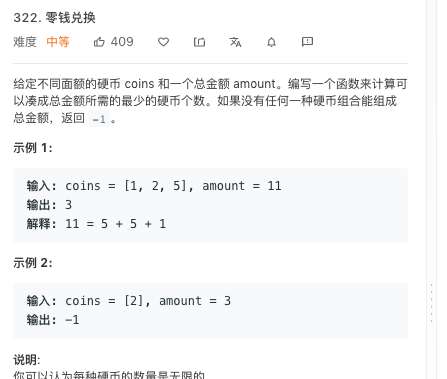 322. 零钱兑换
难度 中等 409
给定不同面额的硬币 coins 和一个总金额 amount。编写一个函数来计算可
以凑成总金额所需的最少的硬币个数。如果没有任何一种硬币组合能组成
总金额，返回 -1 。
示例 1:
输入: coins = [1, 2, 5], amount = 11
输出: 3
解释: 11 = 5 + 5 + 1
示例 2:
输入: coins = [2], amount = 3
输出: -1
说明:
你可以认为每种硬币的数量是无限的